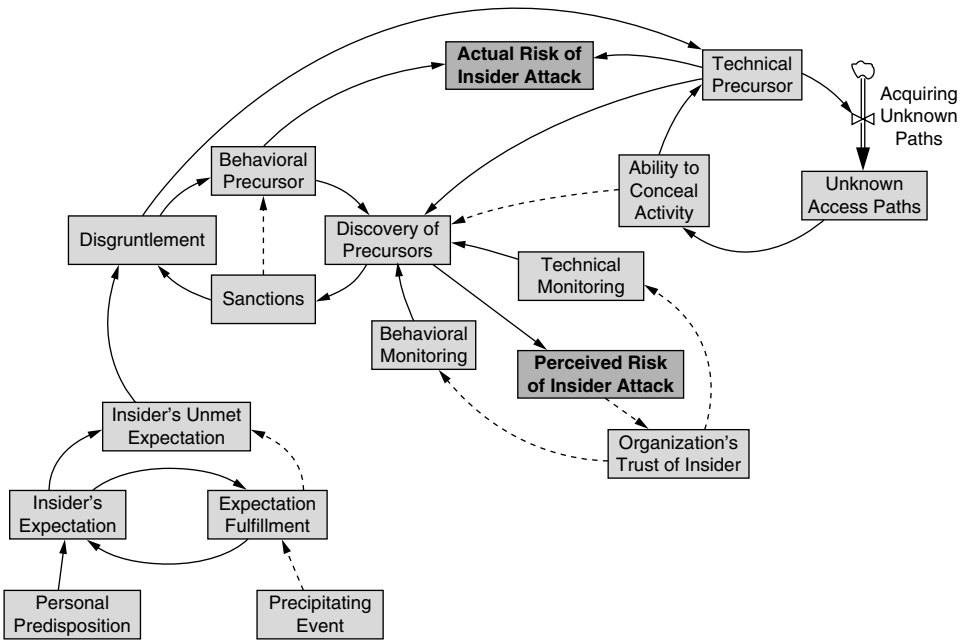 Actual Risk of
Insider Attack
Technical
Precursor
Acquiring
Unknown
Paths
Behavioral
Precursor
Ability to
Conceal
Activity
Unknown
Access Paths
Disgruntlement
Discovery of
Precursors
Technical
Monitoring
Sanctions
Behavioral
Monitoring
Perceived Risk
of Insider Attack
Insider's Unmet
Expectation
Organization's
Trust of Insider
Insider's
Expectation
Expectation
Fulfillment
Personal
Predisposition
Precipitating
Event